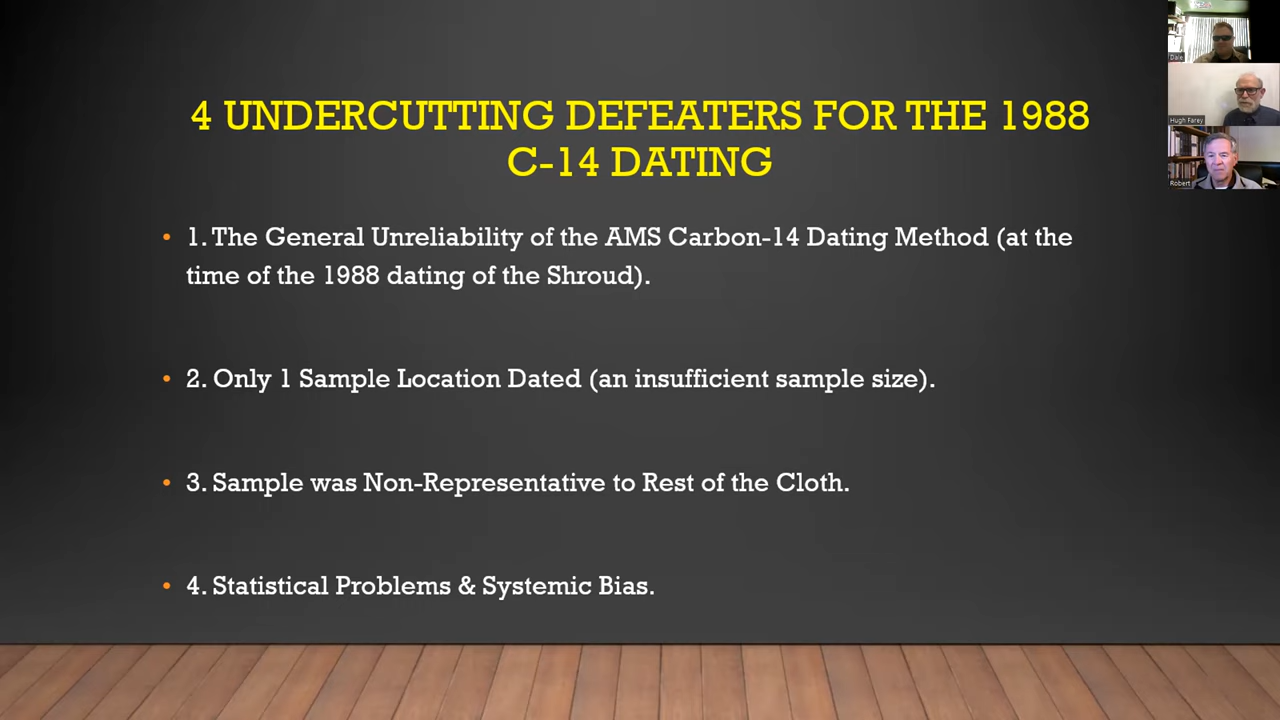 4 UNDERCUTTING DEFEATERS FOR THE 1988
C-14 DATING
• 1. The General Unreliability of the AMS Carbon-14 Dating Method (at the
time of the 1988 dating of the Shroud).
• 2. Only 1 Sample Location Dated (an insufficient sample size).
• 3. Sample was Non-Representative to Rest of the Cloth.
• 4. Statistical Problems & Systemic Bias.
Dale
Hugh Farey
Robert